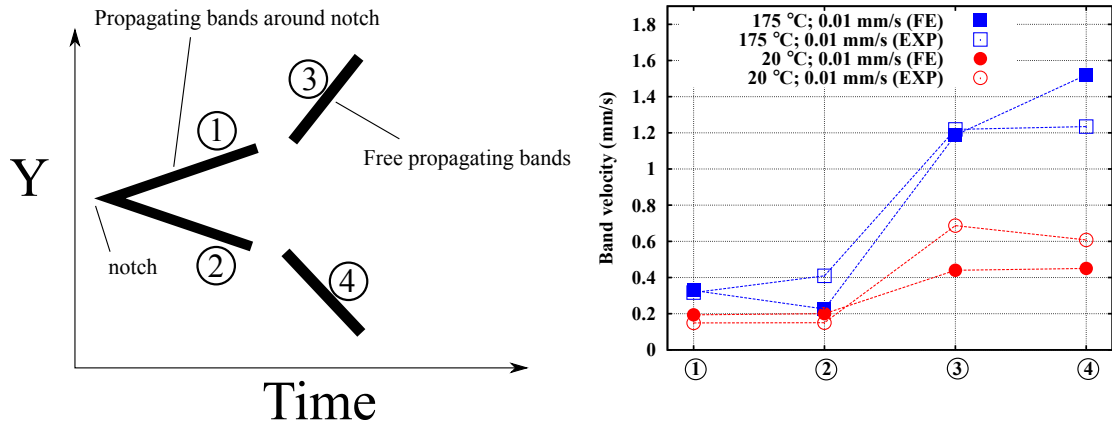 Propagating bands around notch
③
①
Free propagating bands
Y
notch
②
④
Time
175 °C; 0.01 mm/s (FE)
175 °C; 0.01 mm/s (EXP)
20 °C; 0.01 mm/s (FE)
20 °C; 0.01 mm/s (EXP)
Band velocity (mm/s)
1.8
1.6
1.4
1.2
1
0.8
0.6
0.4
0.2
0
① ② ③ ④